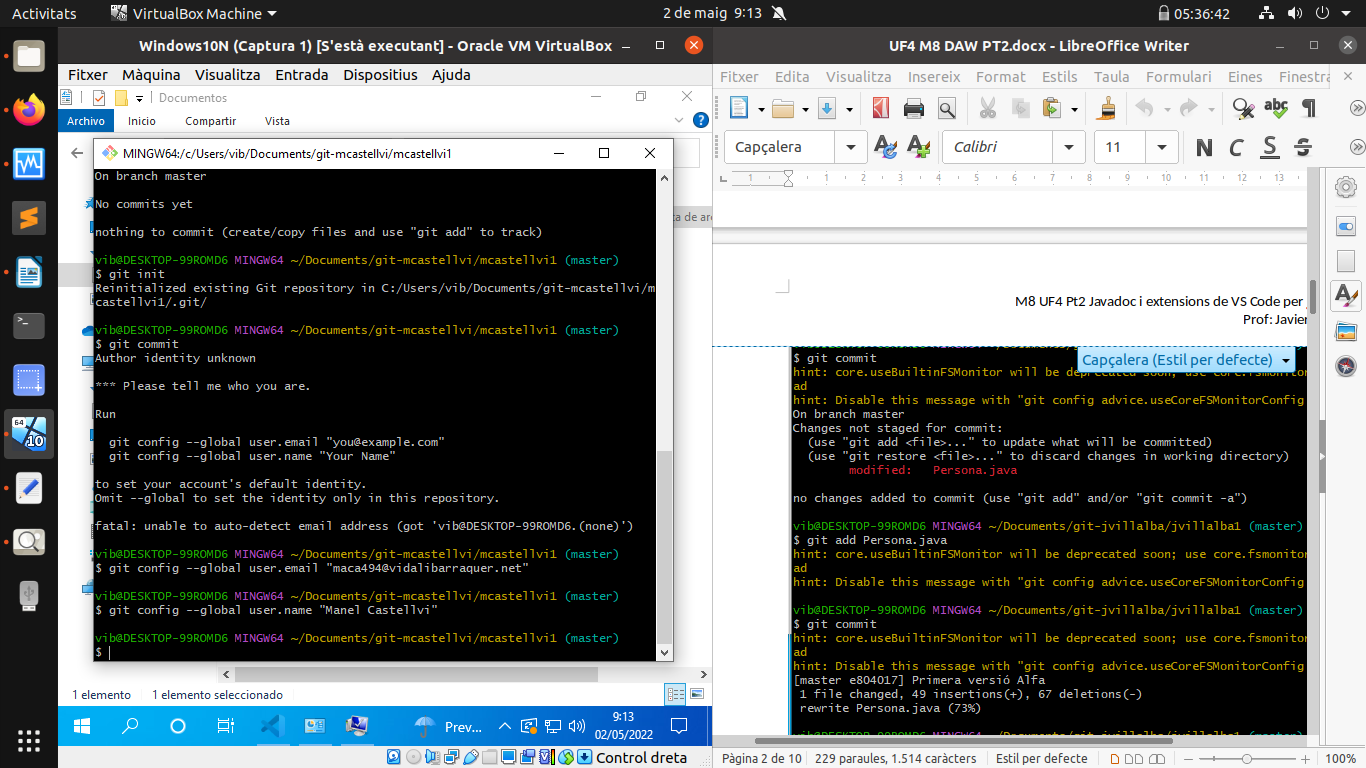 Activitats
VirtualBox Machine
2 de maig 9:13
05:36:42
Windows10N (Captura 1) [S'està executant] - Oracle VM VirtualBox
Fitxer Màquina Visualitza Entrada Dispositius Ajuda
Documentos
Archivo Inicio Compartir Vista
MINGW64:/c/Users/vib/Documents/git-mcastellvi/mcastellvi1
On branch master
No commits yet
nothing to commit (create/copy files and use "git add" to track)
vib@DESKTOP-99ROMD6 MINGW64 ~/Documents/git-mcastellvi/mcastellvi1 (master)
$ git init
Reinitialized existing Git repository in C:/Users/vib/Documents/git-mcastellvi/m
castellvi1/.git/
vib@DESKTOP-99ROMD6 MINGW64 ~/Documents/git-mcastellvi/mcastellvi1 (master)
$ git commit
Author identity unknown
*** Please tell me who you are.
Run
git config --global user.email "you@example.com"
git config --global user.name "Your Name"
to set your account's default identity.
Omit --global to set the identity only in this repository.
fatal: unable to auto-detect email address (got 'vib@DESKTOP-99ROMD6.(none)')
vib@DESKTOP-99ROMD6 MINGW64 ~/Documents/git-mcastellvi/mcastellvi1 (master)
$ git config --global user.email "maca494@vidalibarraquer.net"
vib@DESKTOP-99ROMD6 MINGW64 ~/Documents/git-mcastellvi/mcastellvi1 (master)
$ git config --global user.name "Manel Castellvi"
vib@DESKTOP-99ROMD6 MINGW64 ~/Documents/git-mcastellvi/mcastellvi1 (master)
$
ta de ar
1 elemento 1 elemento seleccionado
Prev...
9:13
02/05/2022
Control dreta
UF4 M8 DAW PT2.docx - LibreOffice Writer
Fitxer Edita Visualitza Insereix Format Estils Taula Formulari Eines Finestra
Capçalera
Calibri
11
N C S S
1 1 2 3 4 5 6 7 8 9 10 11 12 13
M8 UF4 Pt2 Javadoc i extensions de VS Code per
Prof: Javier
Capçalera (Estil per defecte)
$ git commit
hint: core.useBuiltinFSMonitor will be deprecated soon; use core.fsmonitor
ad
hint: Disable this message with "git config advice.useCoreFSMonitorConfig
On branch master
Changes not staged for commit:
(use "git add <file>..." to update what will be committed)
(use "git restore <file>..." to discard changes in working directory)
modified: Persona.java
no changes added to commit (use "git add" and/or "git commit -a")
vib@DESKTOP-99ROMD6 MINGW64 ~/Documents/git-jvillalba/jvillalba1 (master)
$ git add Persona.java
hint: core.useBuiltinFSMonitor will be deprecated soon; use core.fsmonitor
ad
hint: Disable this message with "git config advice.useCoreFSMonitorConfig
vib@DESKTOP-99ROMD6 MINGW64 ~/Documents/git-jvillalba/jvillalba1 (master)
$ git commit
hint: core.useBuiltinFSMonitor will be deprecated soon; use core.fsmonitor
ad
hint: Disable this message with "git config advice.useCoreFSMonitorConfig
[master e804017] Primera versió Alfa
1 file changed, 49 insertions(+), 67 deletions(-)
rewrite Persona.java (73%)
Pàgina 2 de 10 229 paraules, 1.514 caràcters Estil per defecte 100%